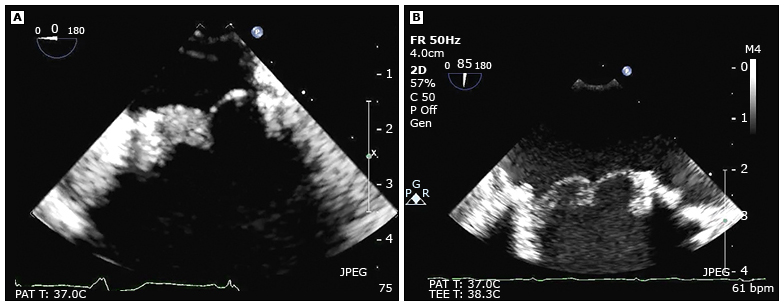 A
0 0 180
1
2
x
3
4
JPEG
PAT T: 37.0C
75
B
FR 50Hz
4.0cm
2D
57%
C 50
P Off
Gen
0 85 180
M4
P
0
1
2
3
4
G
P R
JPEG
PAT T: 37.0C
TEE T: 38.3C
61 bpm